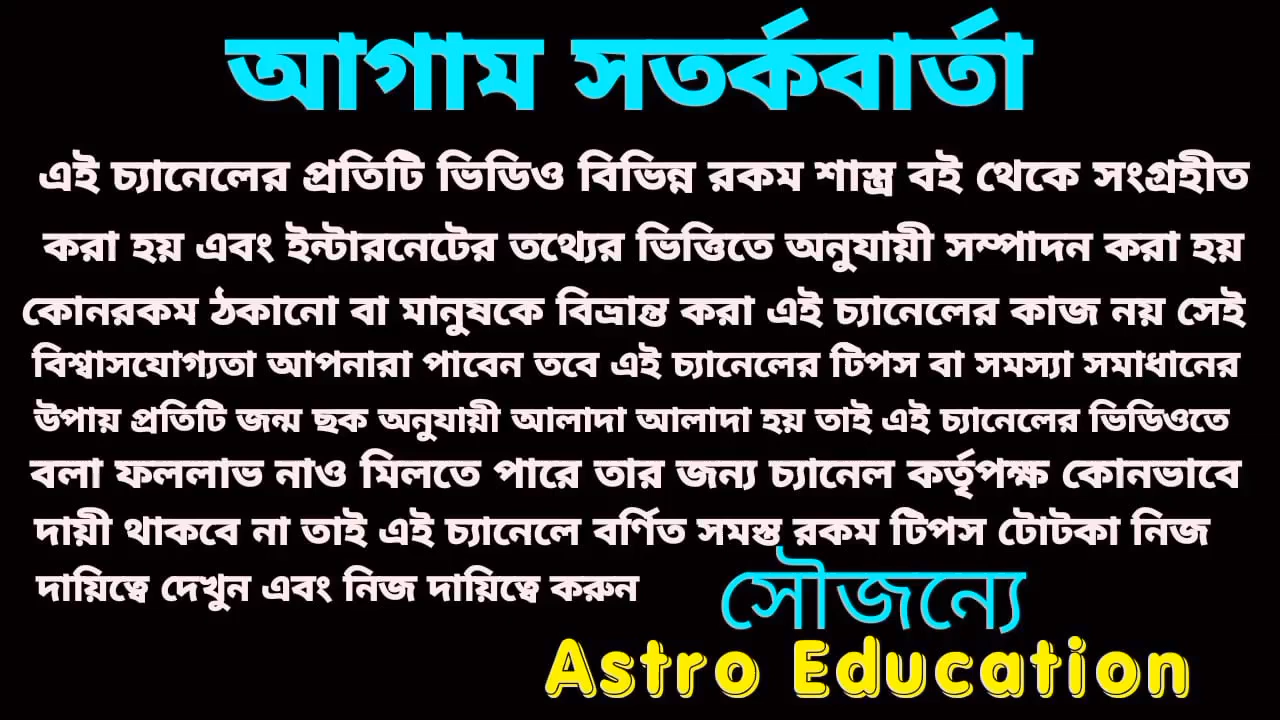 আগাম সতর্কবার্তা
এই চ্যানেলের প্রতিটি ভিডিও বিভিন্ন রকম শাস্ত্র বই থেকে সংগ্রহীত
করা হয় এবং ইন্টারনেটের তথ্যের ভিত্তিতে অনুযায়ী সম্পাদন করা হয়
কোনরকম ঠকানো বা মানুষকে বিভ্রান্ত করা এই চ্যানেলের কাজ নয় সেই
বিশ্বাসযোগ্যতা আপনারা পাবেন তবে এই চ্যানেলের টিপস বা সমস্যা সমাধানের
উপায় প্রতিটি জন্ম ছক অনুযায়ী আলাদা আলাদা হয় তাই এই চ্যানেলের ভিডিওতে
বলা ফললাভ নাও মিলতে পারে তার জন্য চ্যানেল কর্তৃপক্ষ কোনভাবে
দায়ী থাকবে না তাই এই চ্যানেলে বর্ণিত সমস্ত রকম টিপস টোটকা নিজ
দায়িত্বে দেখুন এবং নিজ দায়িত্বে করুন
সৌজন্যে
Astro Education